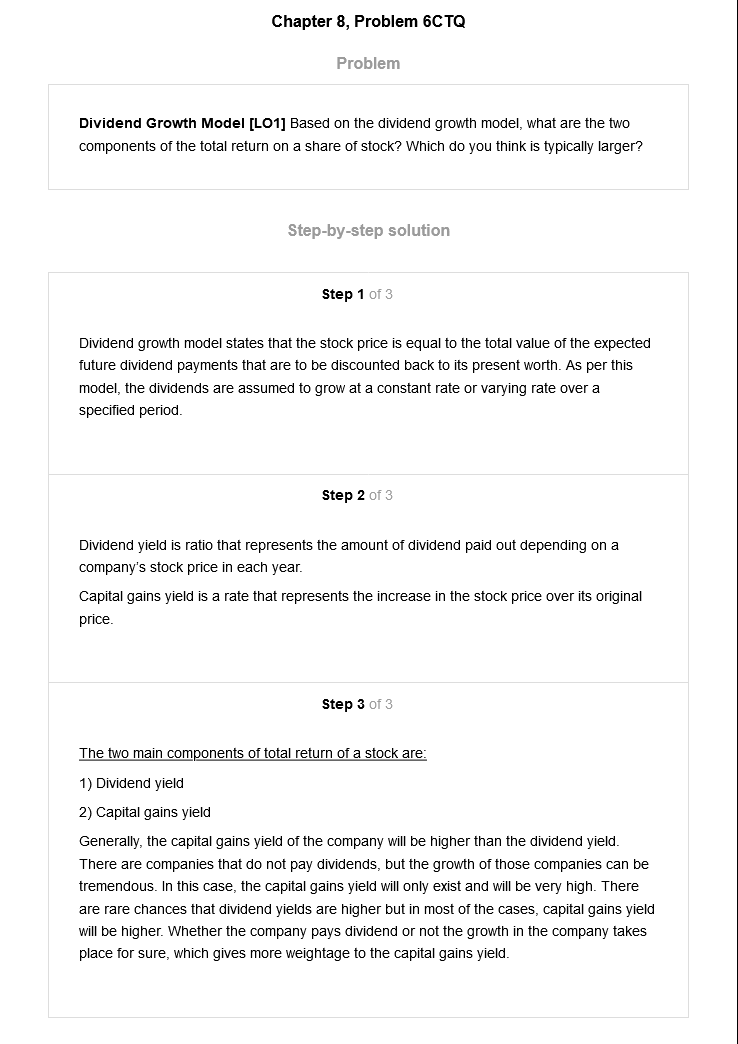 Chapter 8, Problem 6CTQ
Problem
Dividend Growth Model [LO1] Based on the dividend growth model, what are the two
components of the total return on a share of stock? Which do you think is typically larger?
Step-by-step solution
Step 1 of 3
Dividend growth model states that the stock price is equal to the total value of the expected
future dividend payments that are to be discounted back to its present worth. As per this
model, the dividends are assumed to grow at a constant rate or varying rate over a
specified period.
Step 2 of 3
Dividend yield is ratio that represents the amount of dividend paid out depending on a
company's stock price in each year.
Capital gains yield is a rate that represents the increase in the stock price over its original
price.
Step 3 of 3
The two main components of total return of a stock are:
1) Dividend yield
2) Capital gains yield
Generally, the capital gains yield of the company will be higher than the dividend yield.
There are companies that do not pay dividends, but the growth of those companies can be
tremendous. In this case, the capital gains yield will only exist and will be very high. There
are rare chances that dividend yields are higher but in most of the cases, capital gains yield
will be higher. Whether the company pays dividend or not the growth in the company takes
place for sure, which gives more weightage to the capital gains yield.